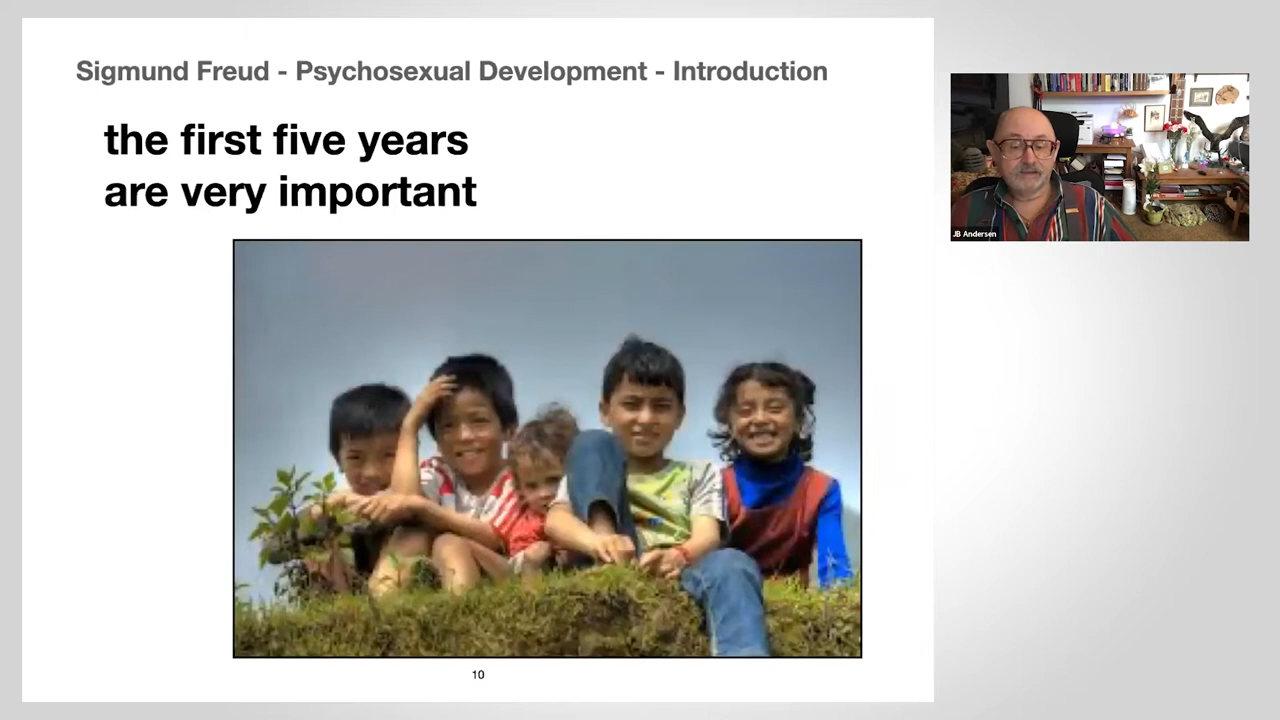 Sigmund Freud - Psychosexual Development - Introduction
the first five years
are very important
JB Andersen
10